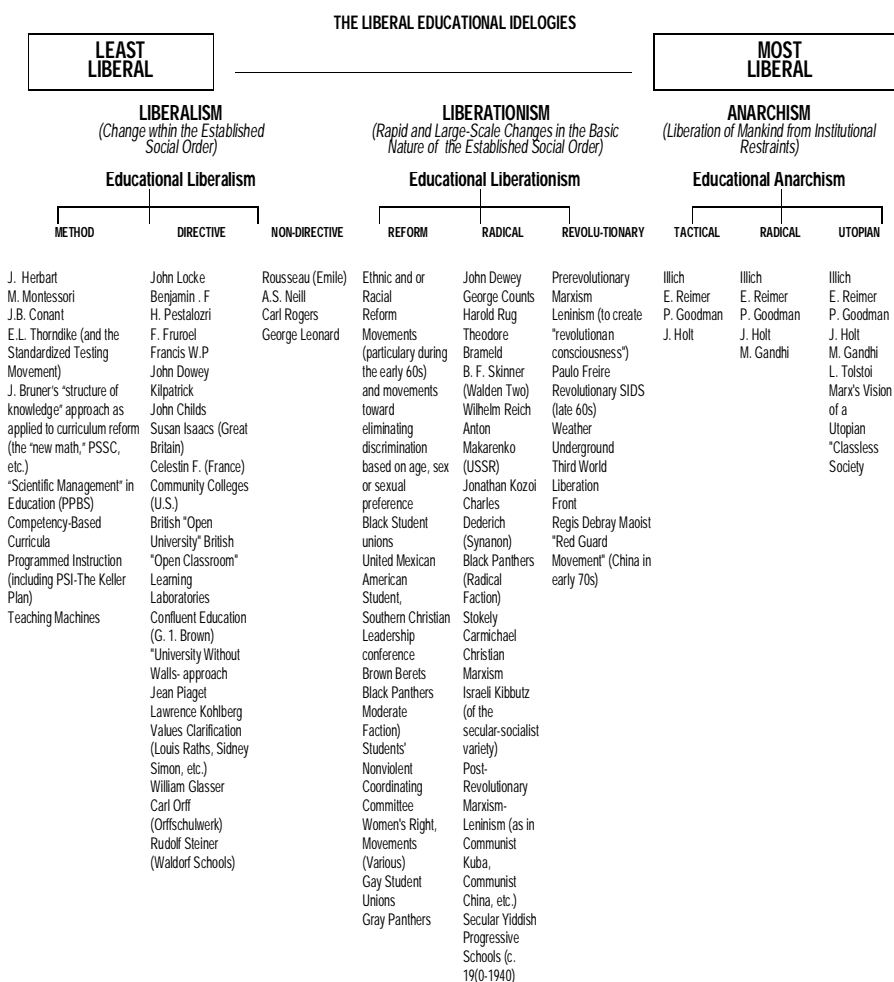 THE LIBERAL EDUCATIONAL IDELOGIES
LEAST
LIBERAL
MOST
LIBERAL
LIBERALISM
(Change wthin the Established
Social Order)
LIBERATIONISM
(Rapid and Large-Scale Changes in the Basic
Nature of the Established Social Order)
ANARCHISM
(Liberation of Mankind from Institutional
Restraints)
Educational Liberalism
Educational Liberationism
Educational Anarchism
METHOD
DIRECTIVE
NON-DIRECTIVE
REFORM
RADICAL
REVOLU-TIONARY
TACTICAL
RADICAL
UTOPIAN
J. Herbart
M. Montessori
J.B. Conant
E.L. Thorndike (and the
Standardized Testing
Movement)
J. Bruner's "structure of
knowledge" approach as
applied to curriculum reform
(the "new math," PSSC,
etc.)
"Scientific Management" in
Education (PPBS)
Competency-Based
Curricula
Programmed Instruction
(including PSI-The Keller
Plan)
Teaching Machines
John Locke
Benjamin . F
H. Pestalozri
F. Fruroel
Francis W.P
John Dowey
Kilpatrick
John Childs
Susan Isaacs (Great
Britain)
Celestin F. (France)
Community Colleges
(U.S.)
British "Open
University" British
"Open Classroom"
Learning
Laboratories
Confluent Education
(G. 1. Brown)
"University Without
Walls- approach
Jean Piaget
Lawrence Kohlberg
Values Clarification
(Louis Raths, Sidney
Simon, etc.)
William Glasser
Carl Orff
(Orffschulwerk)
Rudolf Steiner
(Waldorf Schools)
Rousseau (Emile)
A.S. Neill
Carl Rogers
George Leonard
Ethnic and or
Racial
Reform
Movements
(particulary during
the early 60s)
and movements
toward
eliminating
discrimination
based on age, sex
or sexual
preference
Black Student
unions
United Mexican
American
Student,
Southern Christian
Leadership
conference
Brown Berets
Black Panthers
Moderate
Faction)
Students'
Nonviolent
Coordinating
Committee
Women's Right,
Movements
(Various)
Gay Student
Unions
Gray Panthers
John Dewey
George Counts
Harold Rug
Theodore
Brameld
B. F. Skinner
(Walden Two)
Wilhelm Reich
Anton
Makarenko
(USSR)
Jonathan Kozoi
Charles
Dederich
(Synanon)
Black Panthers
(Radical
Faction)
Stokely
Carmichael
Christian
Marxism
Israeli Kibbutz
(of the
secular-socialist
variety)
Post-
Revolutionary
Marxism-
Leninism (as in
Communist
Kuba,
Communist
China, etc.)
Secular Yiddish
Progressive
Schools (c.
19(0-1940)
Prerevolutionary
Marxism
Leninism (to create
"revolutionan
consciousness")
Paulo Freire
Revolutionary SIDS
(late 60s)
Weather
Underground
Third World
Liberation
Front
Regis Debray Maoist
"Red Guard
Movement" (China in
early 70s)
Illich
E. Reimer
P. Goodman
J. Holt
Illich
E. Reimer
P. Goodman
J. Holt
M. Gandhi
Illich
E. Reimer
P. Goodman
J. Holt
M. Gandhi
L. Tolstoi
Marx's Vision
of a
Utopian
"Classless
Society